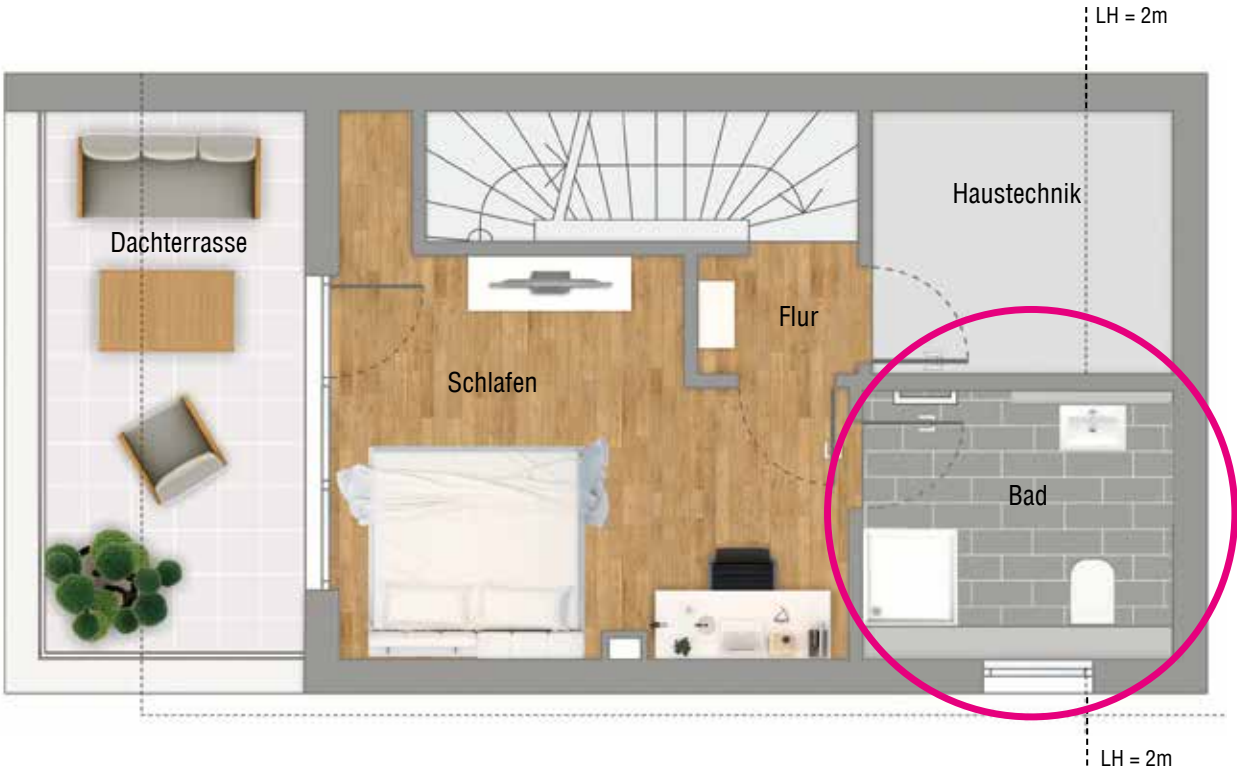 LH = 2m
Haustechnik
Dachterrasse
Flur
Schlafen
Bad
LH = 2m